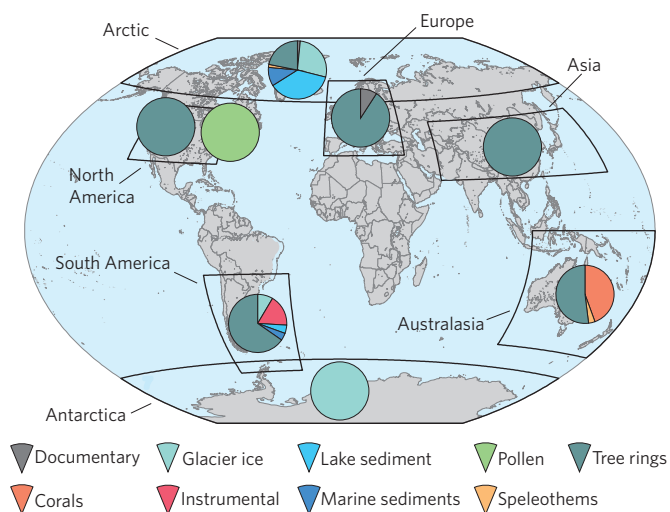 Arctic
Europe
Asia
North
America
South America
Australasia
Antarctica
Documentary
Glacier ice
Lake sediment
Pollen
Tree rings
Corals
Instrumental
Marine sediments
Speleothems